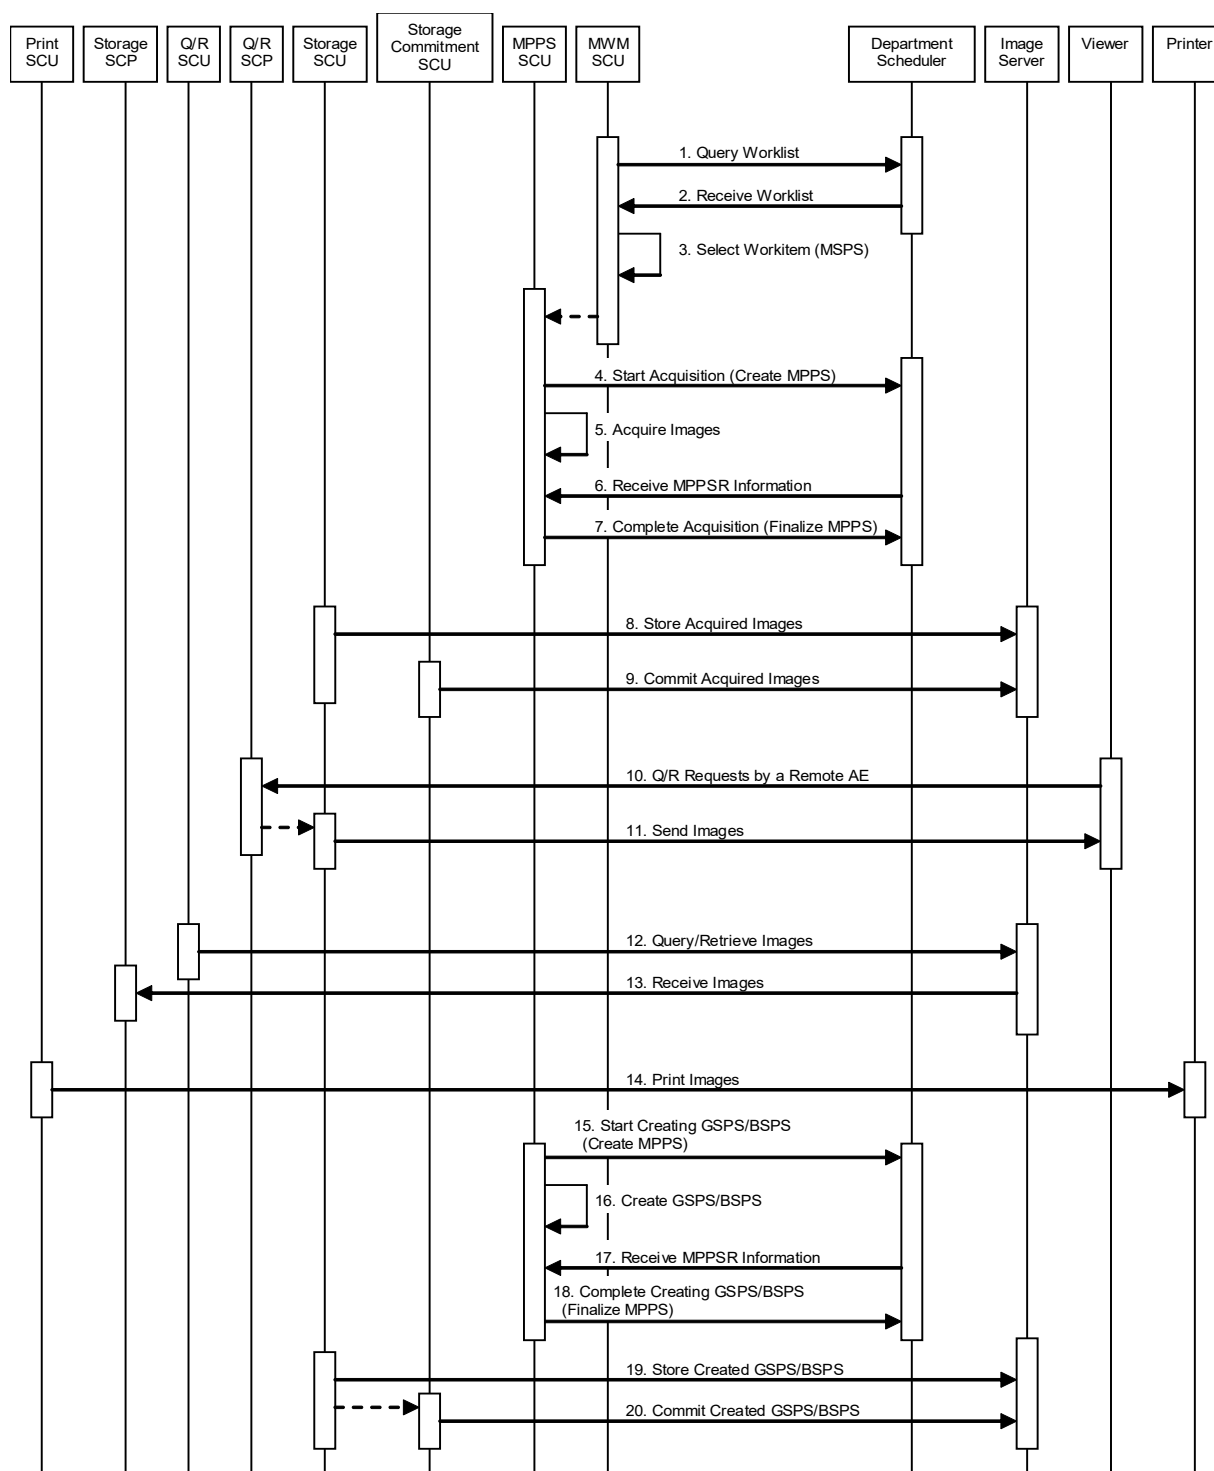 Print
SCU
Storage
SCP
Q/R
SCU
Q/R
SCP
Storage
SCU
Storage
Commitment
SCU
MPPS
SCU
MWM
SCU
Department
Scheduler
Image
Server
Viewer
Printer
1. Query Worklist
2. Receive Worklist
3. Select Workitem (MSPS)
4. Start Acquisition (Create MPPS)
5. Acquire Images
6. Receive MPPSR Information
7. Complete Acquisition (Finalize MPPS)
8. Store Acquired Images
9. Commit Acquired Images
10. Q/R Requests by a Remote AE
11. Send Images
12. Query/Retrieve Images
13. Receive Images
14. Print Images
15. Start Creating GSPS/BSPS
(Create MPPS)
16. Create GSPS/BSPS
17. Receive MPPSR Information
18. Complete Creating GSPS/BSPS
(Finalize MPPS)
19. Store Created GSPS/BSPS
20. Commit Created GSPS/BSPS